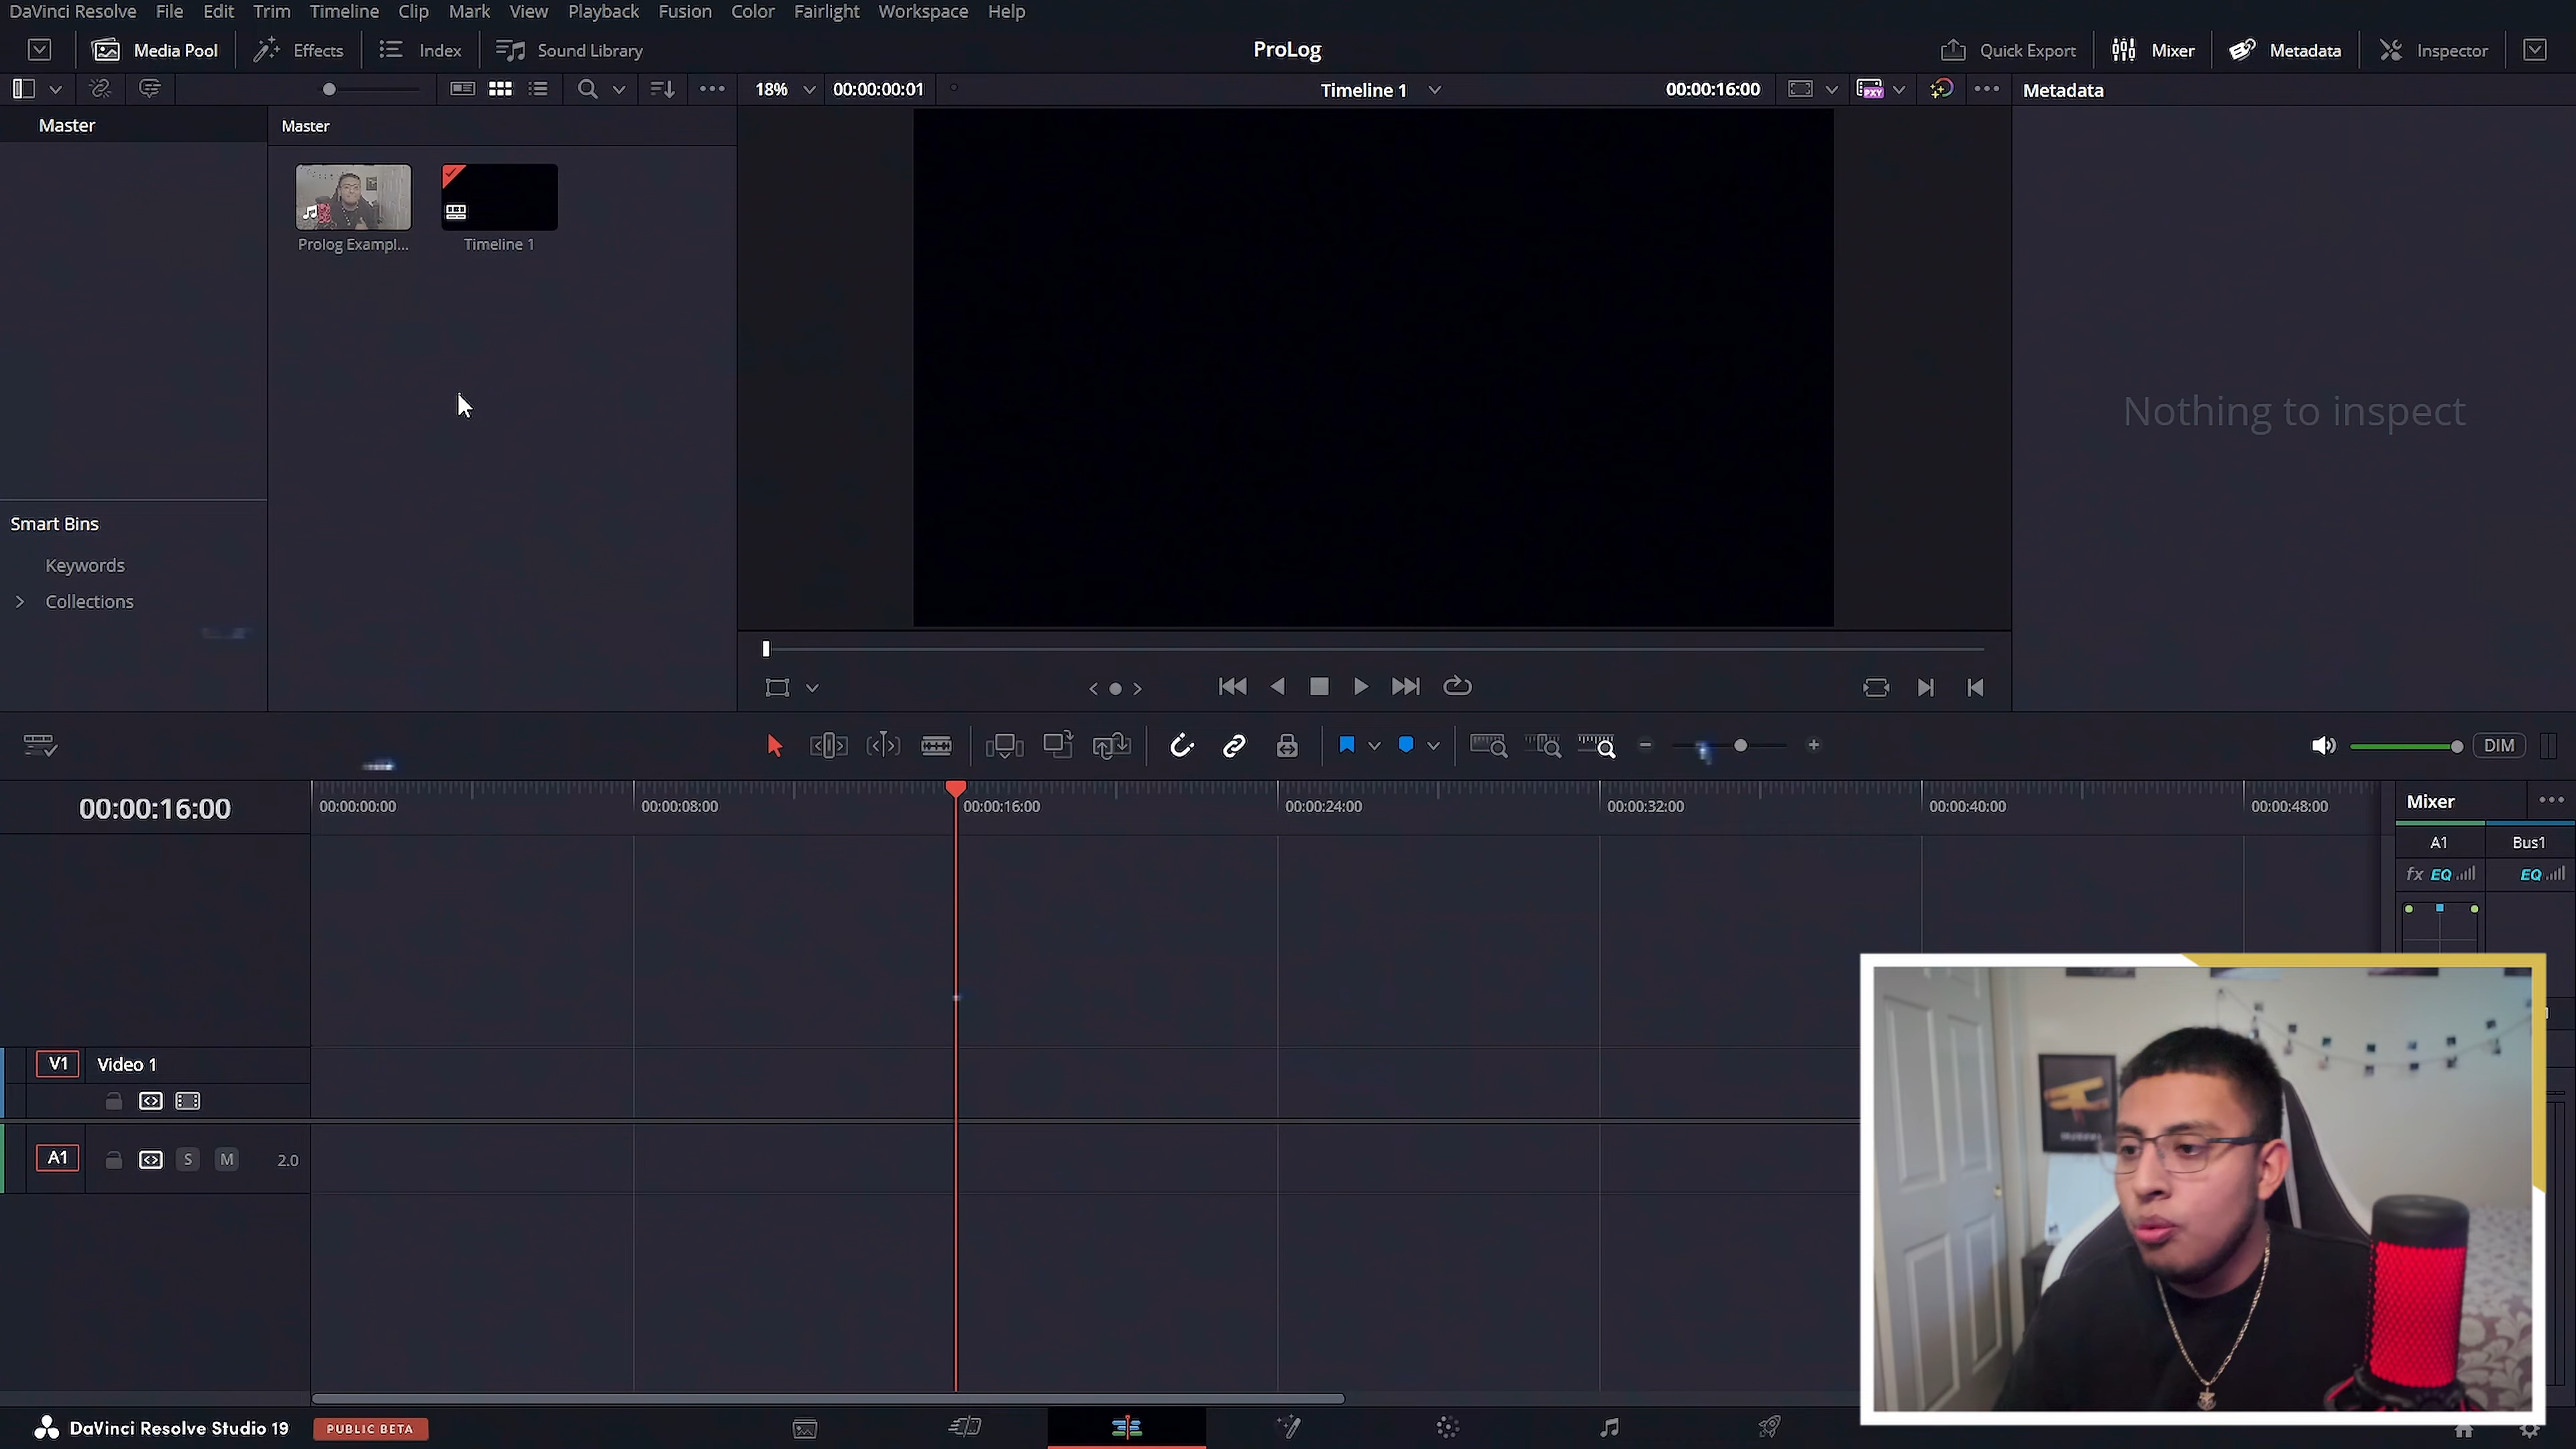 DaVinci Resolve File Edit Trim Timeline Clip Mark View Playback Fusion Color Fairlight Workspace Help
Media Pool Effects Index Sound Library ProLog Quick Export Mixer Metadata Inspector
18% 00:00:00:01 Timeline 1 00:00:16:00 PXY Metadata
Master Master
Prolog Exampl... Timeline 1
Nothing to inspect
Smart Bins
Keywords
Collections
DIM
00:00:16:00 00:00:00:00 00:00:08:00 00:00:16:00 00:00:24:00 00:00:32:00 00:00:40:00 00:00:48:00 Mixer
A1 Bus1
fx EQ EQ
V1 Video 1
A1 S M 2.0
DaVinci Resolve Studio 19 PUBLIC BETA